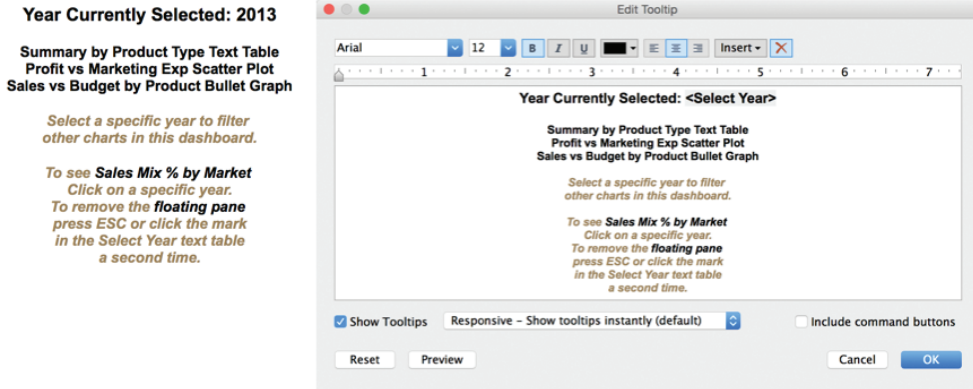 Year Currently Selected: 2013
Summary by Product Type Text Table
Profit vs Marketing Exp Scatter Plot
Sales vs Budget by Product Bullet Graph
Select a specific year to filter
other charts in this dashboard.
To see Sales Mix % by Market
Click on a specific year.
To remove the floating pane
press ESC or click the mark
in the Select Year text table
a second time.
Edit Tooltip
Arial 12 B I U Insert
1 2 3 4 5 6 7
Year Currently Selected: <Select Year>
Summary by Product Type Text Table
Profit vs Marketing Exp Scatter Plot
Sales vs Budget by Product Bullet Graph
Select a specific year to filter
other charts in this dashboard.
To see Sales Mix % by Market
Click on a specific year.
To remove the floating pane
press ESC or click the mark
in the Select Year text table
a second time.
Show Tooltips Responsive – Show tooltips instantly (default) Include command buttons
Reset Preview Cancel OK